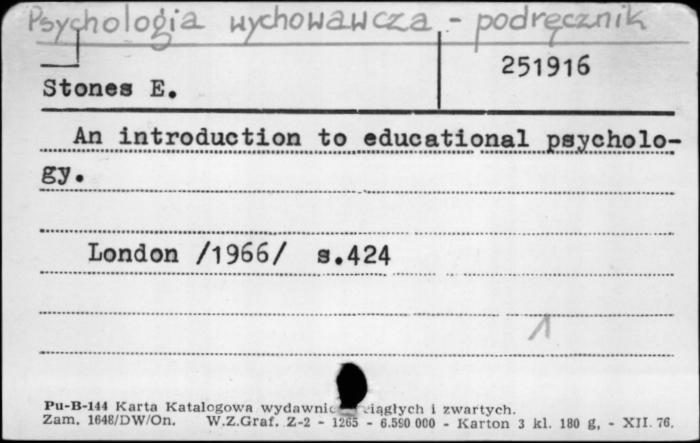 Psychologia wychowawcza - podręcznik
251916
Stones E.
An introduction to educational psycholo-
gy.
London /1966/ s.424
1
Pu-B-144 Karta Katalogowa wydawnic ciągłych i zwartych.
Zam. 1648/DW/On. W.Z.Graf. Z-2 - 1265 - 6.590 000 - Karton 3 kl. 180 g, - XII. 76.